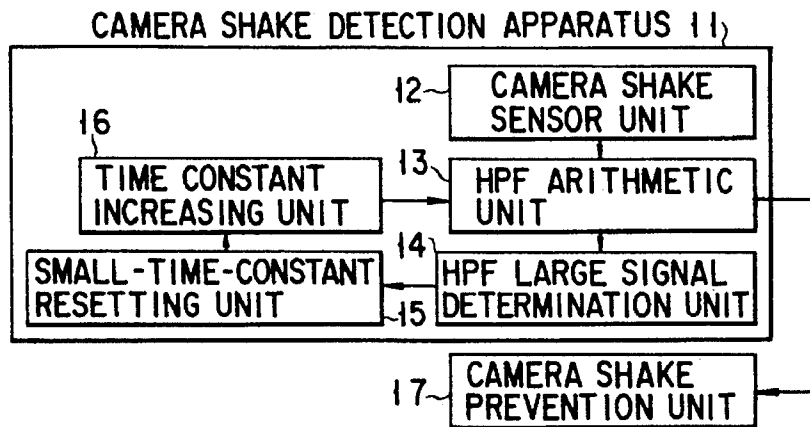 CAMERA SHAKE DETECTION APPARATUS 11
12
CAMERA SHAKE
SENSOR UNIT
16
TIME CONSTANT
INCREASING UNIT
13
HPF ARITHMETIC
UNIT
14
HPF LARGE SIGNAL
DETERMINATION UNIT
SMALL-TIME-CONSTANT
RESETTING UNIT
15
17
CAMERA SHAKE
PREVENTION UNIT